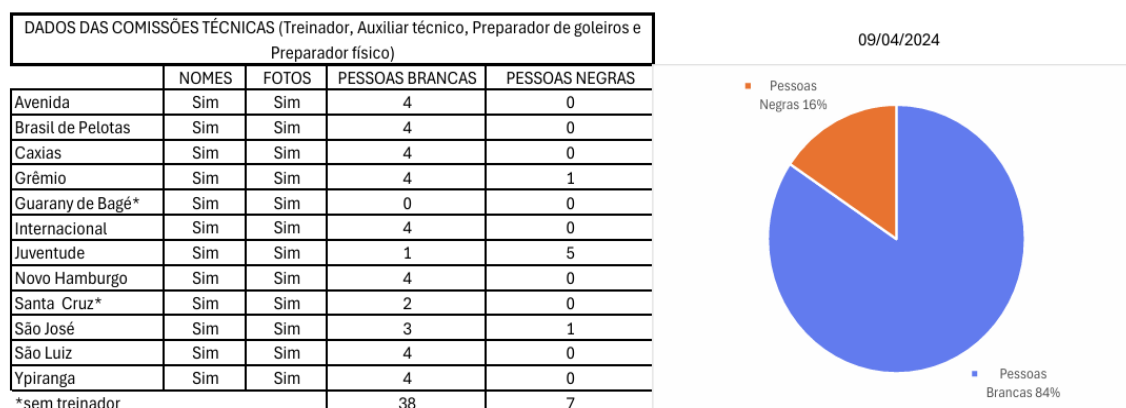 DADOS DAS COMISSÕES TÉCNICAS (Treinador, Auxiliar técnico, Preparador de goleiros e
Preparador físico)
NOMES FOTOS PESSOAS BRANCAS PESSOAS NEGRAS
Avenida Sim Sim 4 0
Brasil de Pelotas Sim Sim 4 0
Caxias Sim Sim 4 0
Grêmio Sim Sim 4 1
Guarany de Bagé* Sim Sim 0 0
Internacional Sim Sim 4 0
Juventude Sim Sim 1 5
Novo Hamburgo Sim Sim 4 0
Santa Cruz* Sim Sim 2 0
São José Sim Sim 3 1
São Luiz Sim Sim 4 0
Ypiranga Sim Sim 4 0
*sem treinador 38 7
09/04/2024
Pessoas
Negras 16%
Pessoas
Brancas 84%